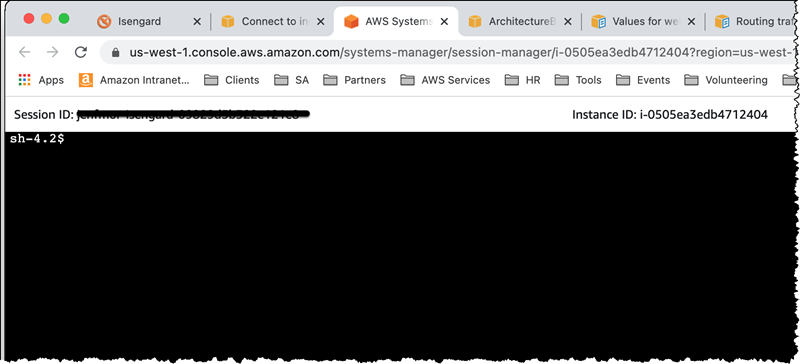 Isengard
Connect to in
AWS Systems
ArchitectureB
Values for we
Routing traf
us-west-1.console.aws.amazon.com/systems-manager/session-manager/i-0505ea3edb4712404?region=us-west-1
Apps
Amazon Intranet...
Clients
SA
Partners
AWS Services
HR
Tools
Events
Volunteering
Session ID:
Instance ID: i-0505ea3edb4712404
sh-4.2$